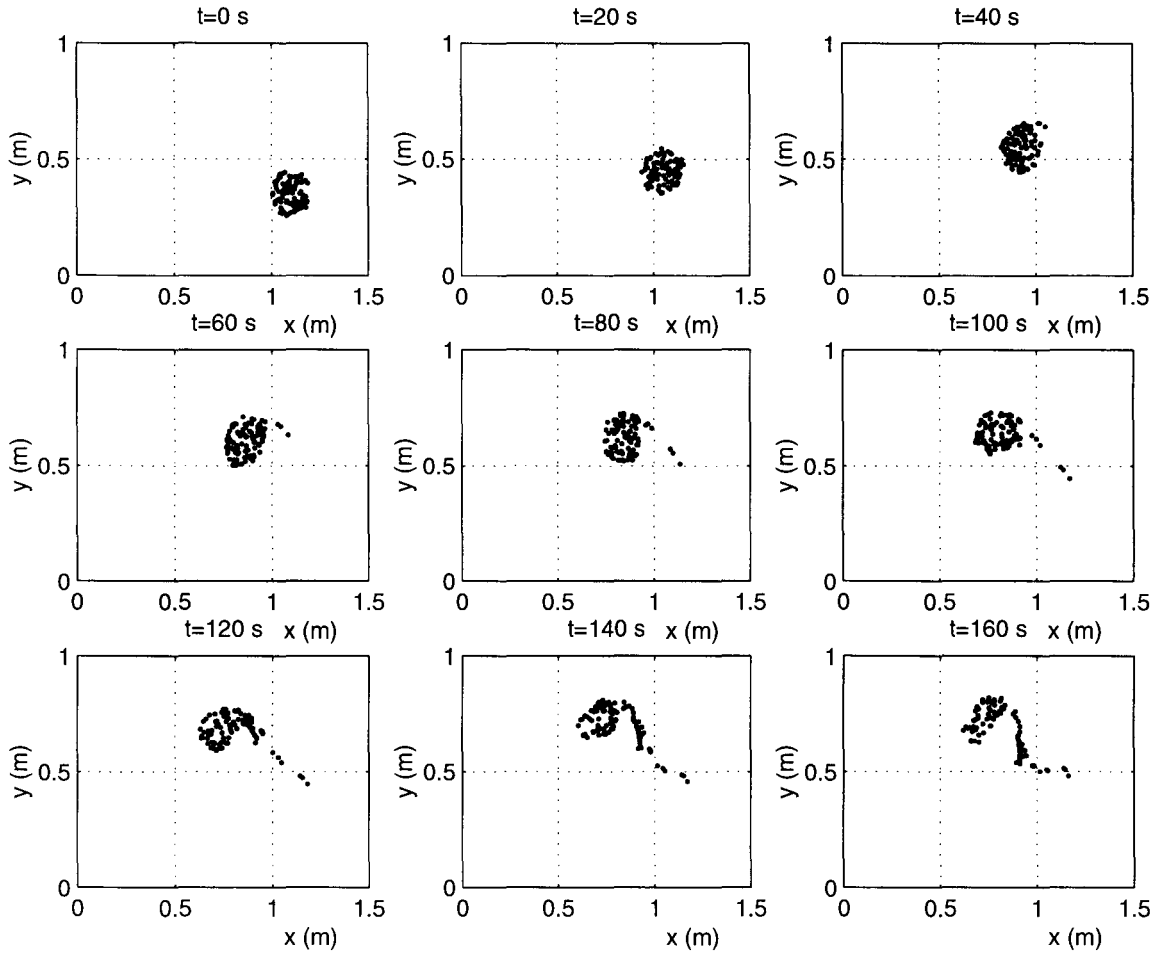 t=0 s t=20 s t=40 s
1 1 1
y (m) 0.5 y (m) 0.5 y (m) 0.5
0 0 0
0 0.5 1 1.5 0 0.5 1 1.5 0 0.5 1 1.5
t=60 s x (m) t=80 s x (m) t=100 s x (m)
1 1 1
y (m) 0.5 y (m) 0.5 y (m) 0.5
0 0 0
0 0.5 1 1.5 0 0.5 1 1.5 0 0.5 1 1.5
t=120 s x (m) t=140 s x (m) t=160 s x (m)
1 1 1
y (m) 0.5 y (m) 0.5 y (m) 0.5
0 0 0
0 0.5 1 1.5 0 0.5 1 1.5 0 0.5 1 1.5
x (m) x (m) x (m)